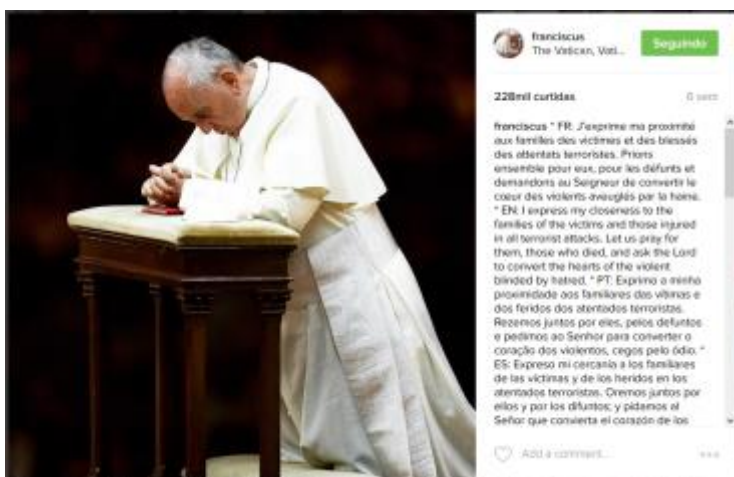 franciscus
The Vatican, Vati...
Seguindo
228mil curtidas
6 sem
franciscus * FR: J'exprime ma proximité
aux familles des victimes et des blessés
des attentats terroristes. Prions
ensemble pour eux, pour les défunts et
demandons au Seigneur de convertir le
cœur des violents aveuglés par la haine.
* EN: I express my closeness to the
families of the victims and those injured
in all terrorist attacks. Let us pray for
them, those who died, and ask the Lord
to convert the hearts of the violent
blinded by hatred. * PT: Exprimo a minha
proximidade aos familiares das vítimas e
dos feridos dos atentados terroristas.
Rezemos juntos por eles, pelos defuntos
e pedimos ao Senhor para converter o
coração dos violentos, cegos pelo ódio. *
ES: Expreso mi cercanía a los familiares
de las víctimas y de los heridos en los
atentados terroristas. Oremos juntos por
ellos y por los difuntos; y pidamos al
Señor que convierta el corazón de los
Add a comment...